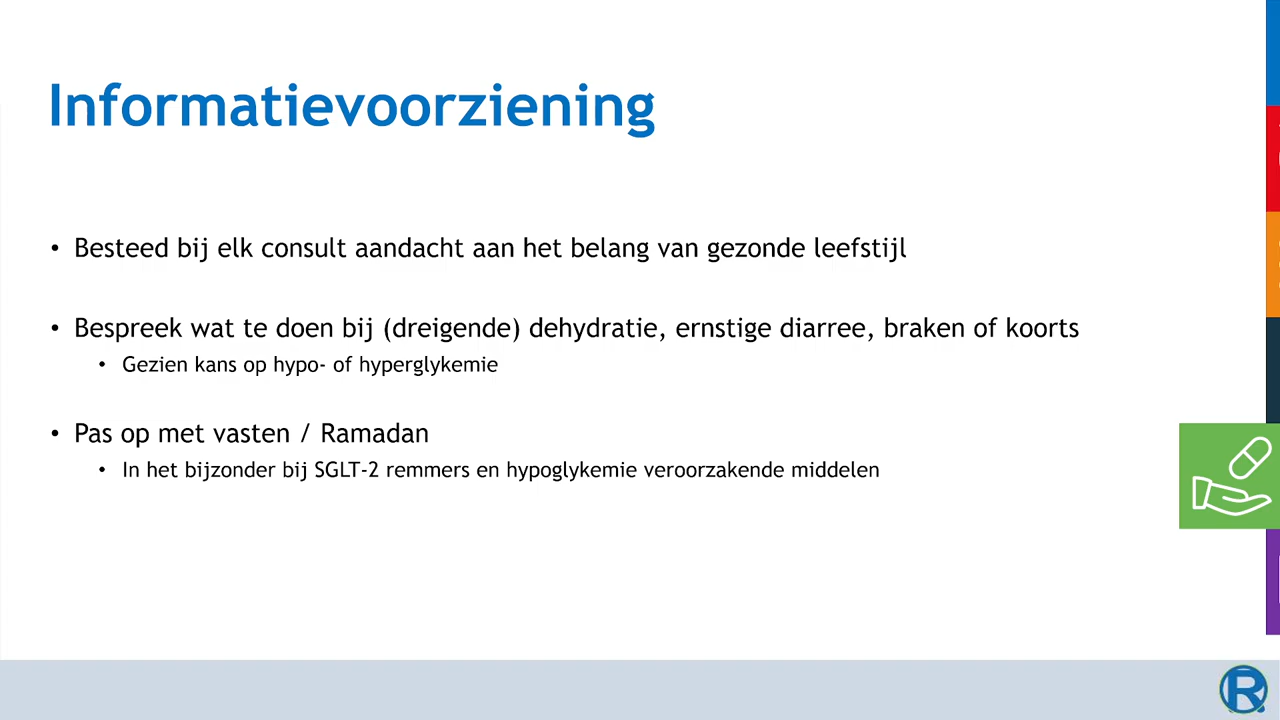 Informatievoorziening
• Besteed bij elk consult aandacht aan het belang van gezonde leefstijl
• Bespreek wat te doen bij (dreigende) dehydratie, ernstige diarree, braken of koorts
• Gezien kans op hypo- of hyperglykemie
• Pas op met vasten / Ramadan
• In het bijzonder bij SGLT-2 remmers en hypoglykemie veroorzakende middelen
R